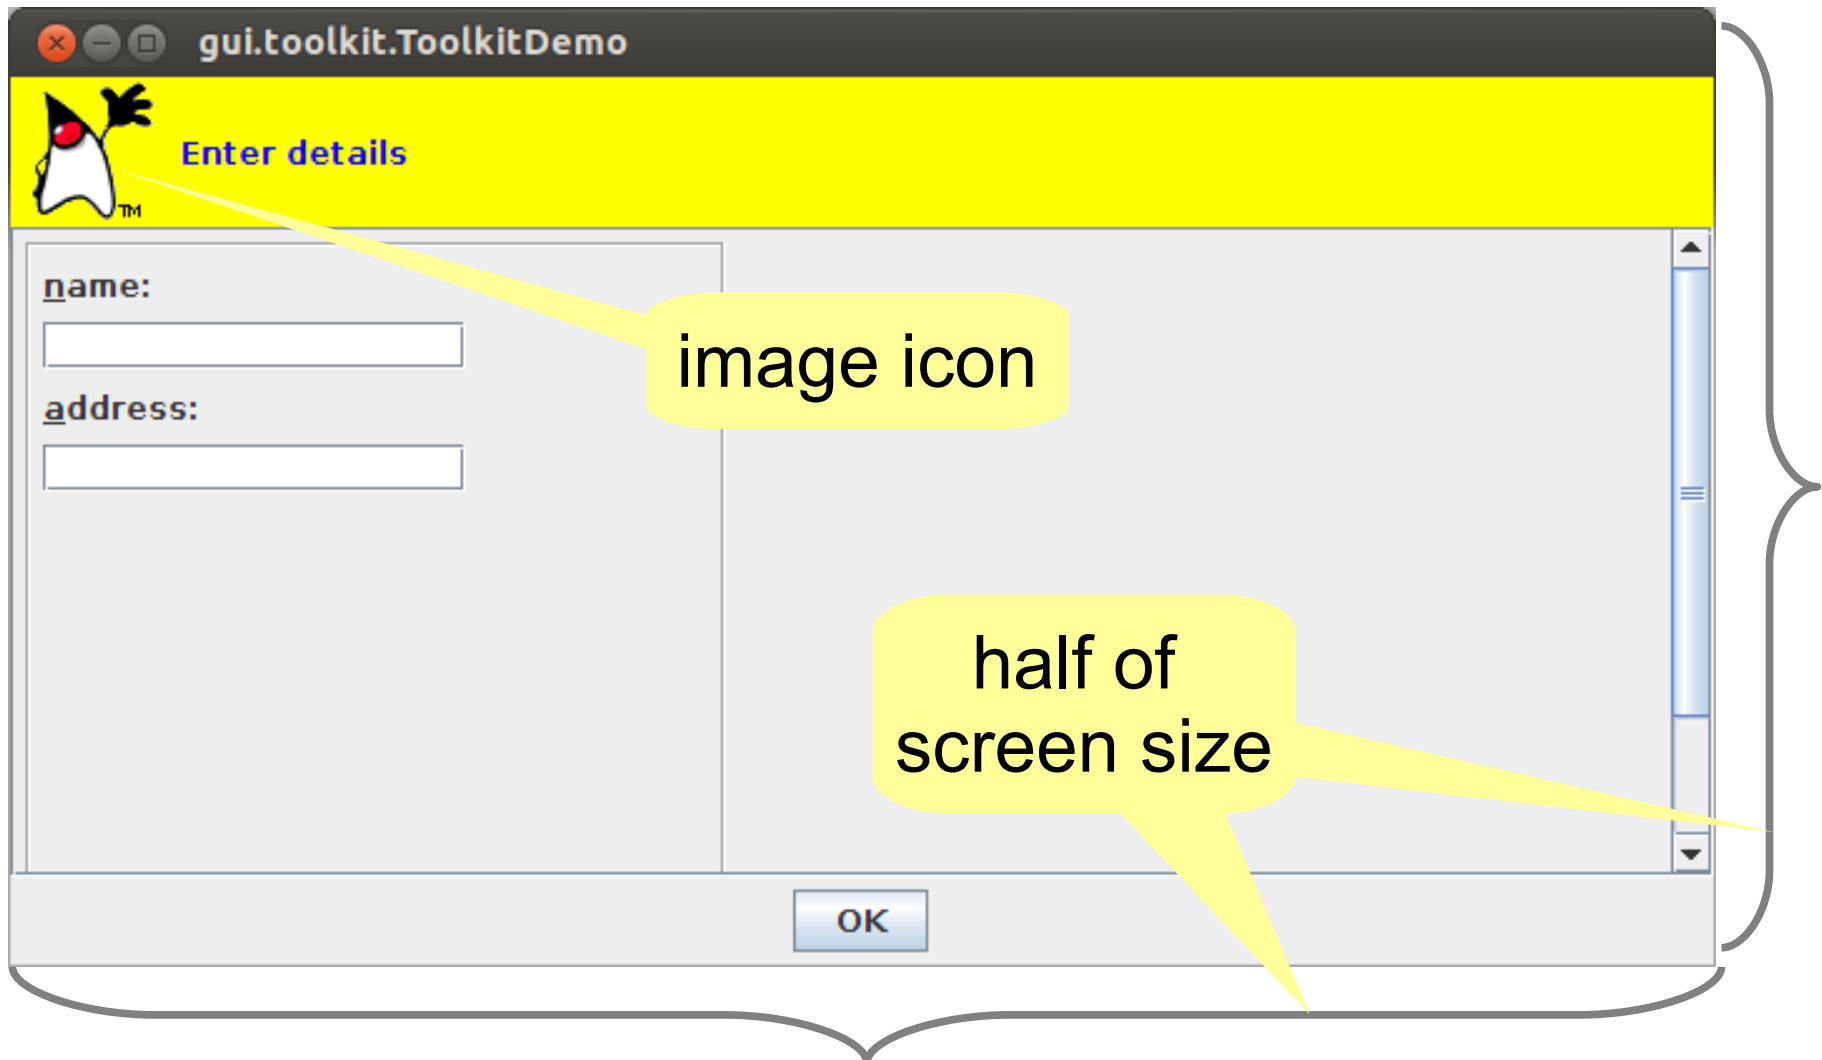 gui.toolkit.ToolkitDemo
TM
Enter details
name:
image icon
address:
half of
screen size
OK